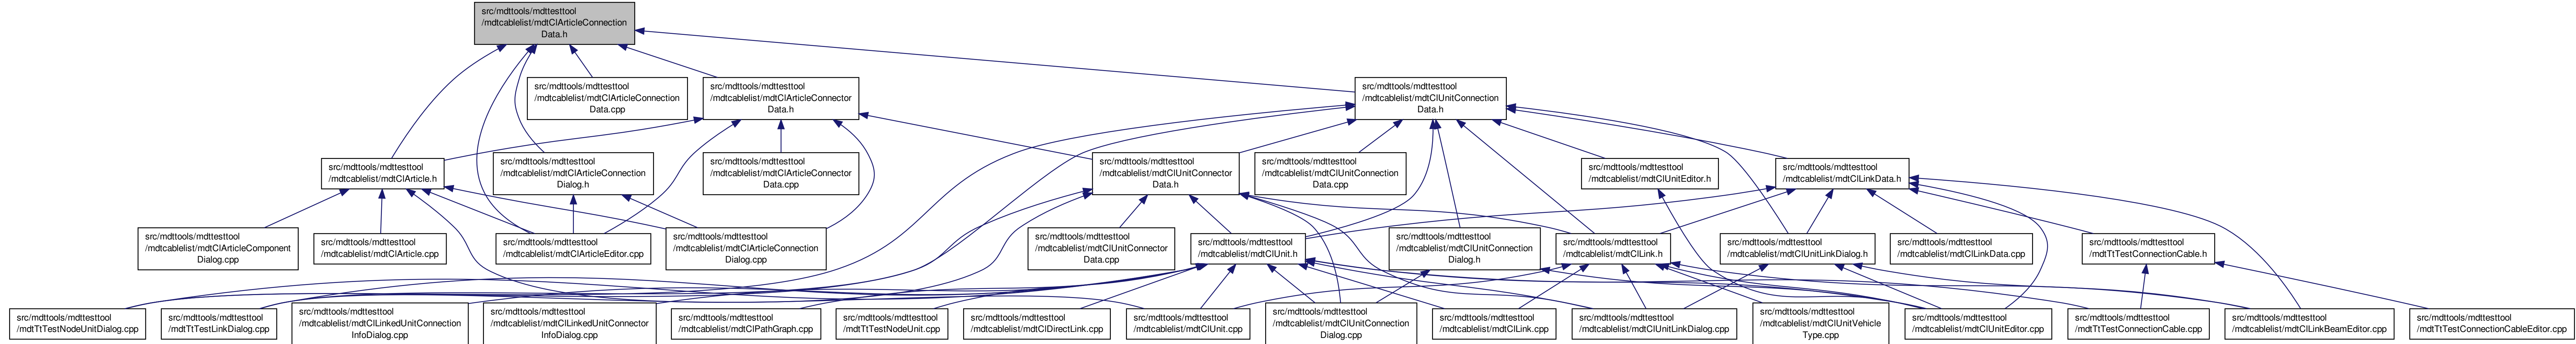 src/mdttools/mdttesttool
/mdtcablelist/mdtClArticleConnection
Data.h
src/mdttools/mdttesttool
/mdtcablelist/mdtClArticleConnection
Data.cpp
src/mdttools/mdttesttool
/mdtcablelist/mdtClArticleConnector
Data.h
src/mdttools/mdttesttool
/mdtcablelist/mdtClUnitConnection
Data.h
src/mdttools/mdttesttool
/mdtcablelist/mdtClArticle.h
src/mdttools/mdttesttool
/mdtcablelist/mdtClArticleConnection
Dialog.h
src/mdttools/mdttesttool
/mdtcablelist/mdtClArticleConnector
Data.cpp
src/mdttools/mdttesttool
/mdtcablelist/mdtClUnitConnector
Data.h
src/mdttools/mdttesttool
/mdtcablelist/mdtClUnitConnection
Data.cpp
src/mdttools/mdttesttool
/mdtcablelist/mdtClUnitEditor.h
src/mdttools/mdttesttool
/mdtcablelist/mdtClLinkData.h
src/mdttools/mdttesttool
/mdtcablelist/mdtClArticleComponent
Dialog.cpp
src/mdttools/mdttesttool
/mdtcablelist/mdtClArticle.cpp
src/mdttools/mdttesttool
/mdtcablelist/mdtClArticleEditor.cpp
src/mdttools/mdttesttool
/mdtcablelist/mdtClArticleConnection
Dialog.cpp
src/mdttools/mdttesttool
/mdtcablelist/mdtClUnitConnector
Data.cpp
src/mdttools/mdttesttool
/mdtcablelist/mdtClUnit.h
src/mdttools/mdttesttool
/mdtcablelist/mdtClUnitConnection
Dialog.h
src/mdttools/mdttesttool
/mdtcablelist/mdtClLink.h
src/mdttools/mdttesttool
/mdtcablelist/mdtClUnitLinkDialog.h
src/mdttools/mdttesttool
/mdtcablelist/mdtClLinkData.cpp
src/mdttools/mdttesttool
/mdtTtTestConnectionCable.h
src/mdttools/mdttesttool
/mdtTtTestNodeUnitDialog.cpp
src/mdttools/mdttesttool
/mdtTtTestLinkDialog.cpp
src/mdttools/mdttesttool
/mdtcablelist/mdtClLinkedUnitConnection
InfoDialog.cpp
src/mdttools/mdttesttool
/mdtcablelist/mdtClLinkedUnitConnector
InfoDialog.cpp
src/mdttools/mdttesttool
/mdtcablelist/mdtClPathGraph.cpp
src/mdttools/mdttesttool
/mdtTtTestNodeUnit.cpp
src/mdttools/mdttesttool
/mdtcablelist/mdtClDirectLink.cpp
src/mdttools/mdttesttool
/mdtcablelist/mdtClUnit.cpp
src/mdttools/mdttesttool
/mdtcablelist/mdtClUnitConnection
Dialog.cpp
src/mdttools/mdttesttool
/mdtcablelist/mdtClLink.cpp
src/mdttools/mdttesttool
/mdtcablelist/mdtClUnitLinkDialog.cpp
src/mdttools/mdttesttool
/mdtcablelist/mdtClUnitVehicle
Type.cpp
src/mdttools/mdttesttool
/mdtcablelist/mdtClUnitEditor.cpp
src/mdttools/mdttesttool
/mdtTtTestConnectionCable.cpp
src/mdttools/mdttesttool
/mdtcablelist/mdtClLinkBeamEditor.cpp
src/mdttools/mdttesttool
/mdtTtTestConnectionCableEditor.cpp